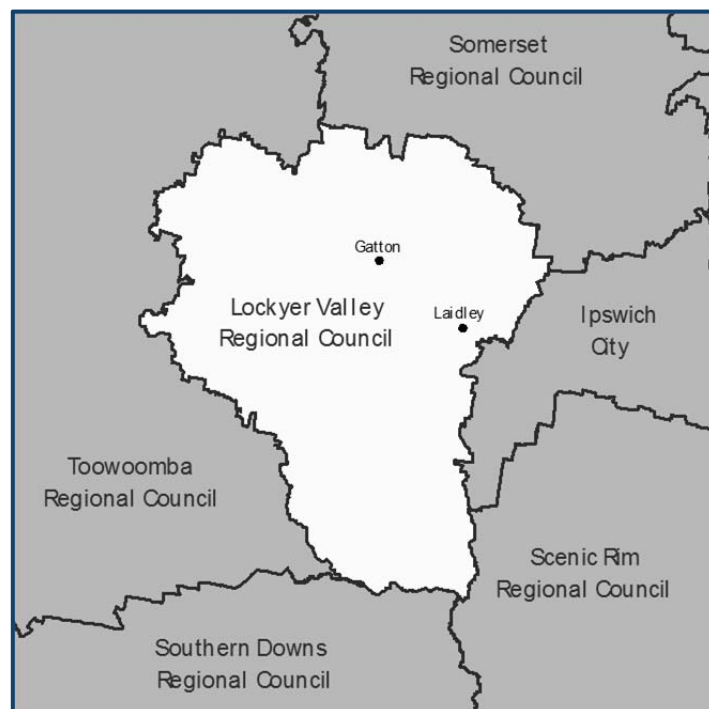 Somerset
Regional Council
Gatton
Lockyer Valley
Regional Council
Laidley
Ipswich
City
Toowoomba
Regional Council
Scenic Rim
Regional Council
Southern Downs
Regional Council